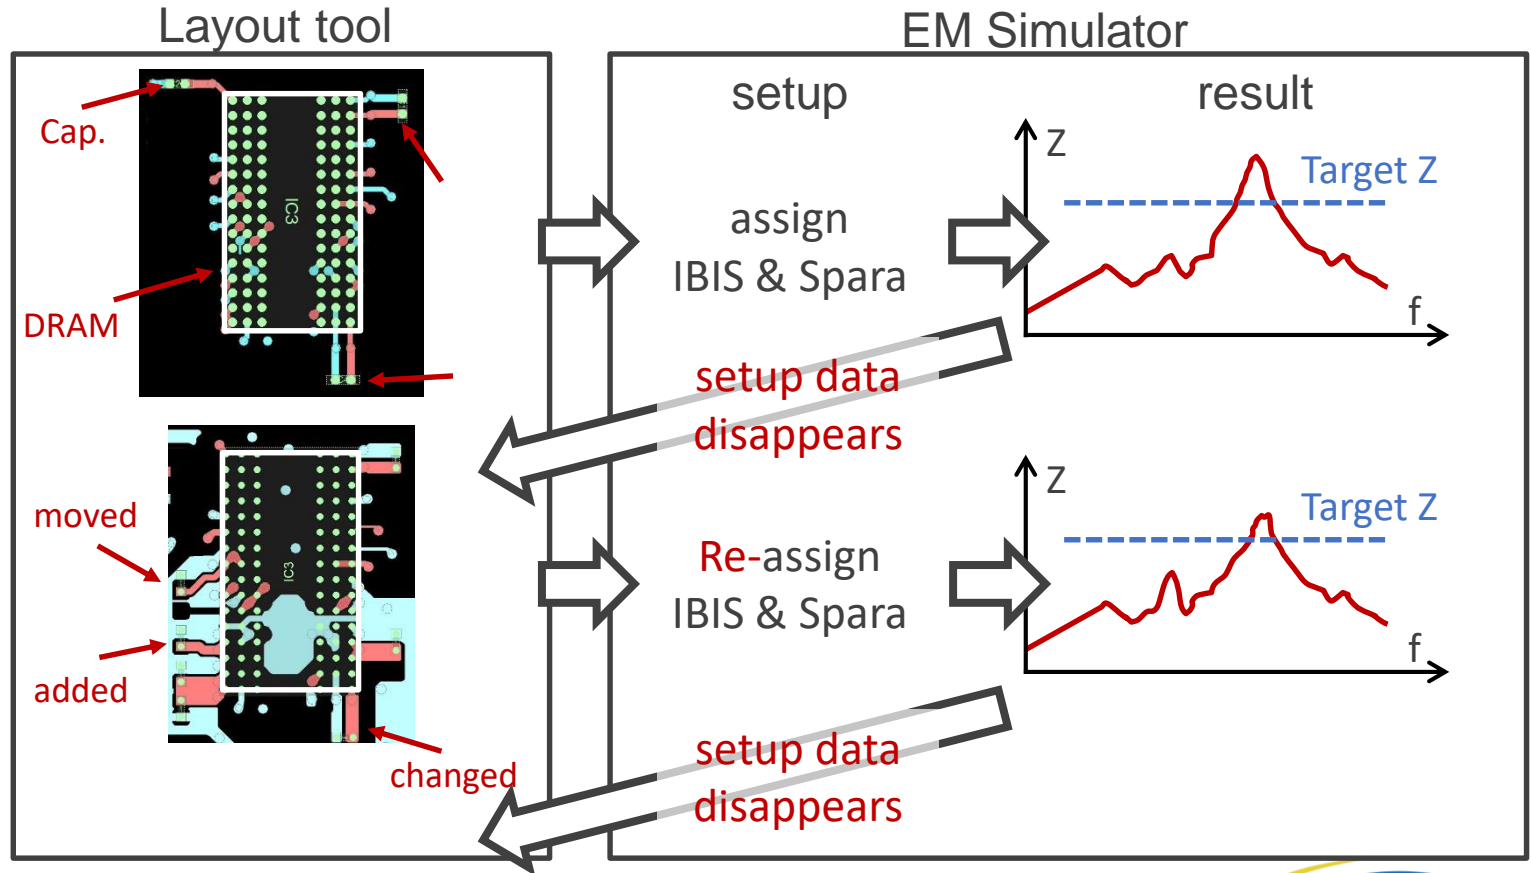 Layout tool
EM Simulator
setup
result
Cap.
IC3
DRAM
assign
IBIS & Spara
Z
Target Z
f
setup data
disappears
moved
added
IC3
changed
Re-assign
IBIS & Spara
Z
Target Z
f
setup data
disappears